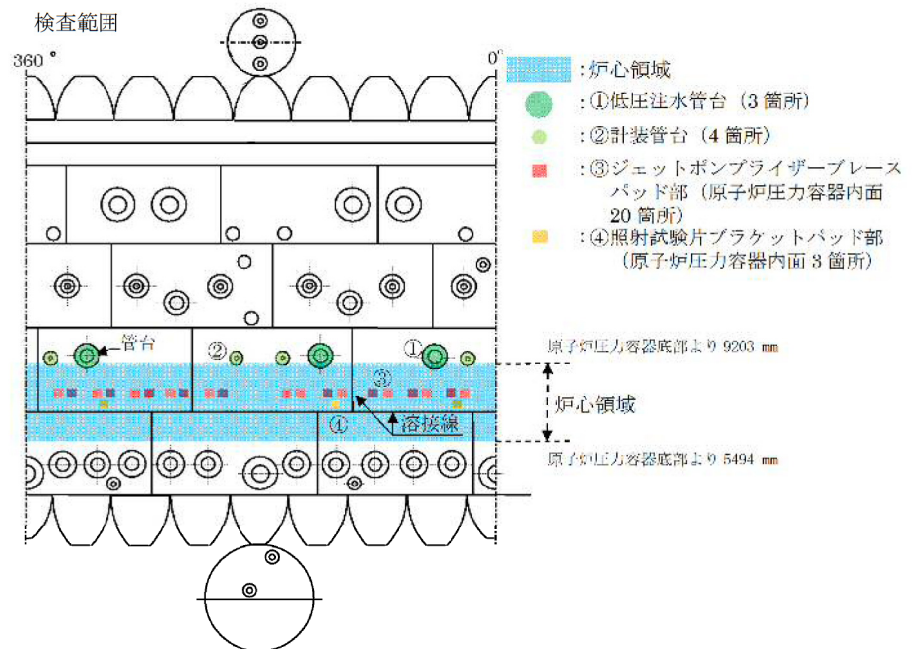 検査範囲
360°
0°
:炉心領域
:①低圧注水管台(3箇所)
:②計装管台(4箇所)
:③ジェットポンプライザーブレース
パッド部(原子炉圧力容器内面
20箇所)
:④照射試験片ブラケットパッド部
(原子炉圧力容器内面3箇所)
管台
②
①
③
④
溶接線
原子炉圧力容器底部より 9203 mm
炉心領域
原子炉圧力容器底部より 5494 mm